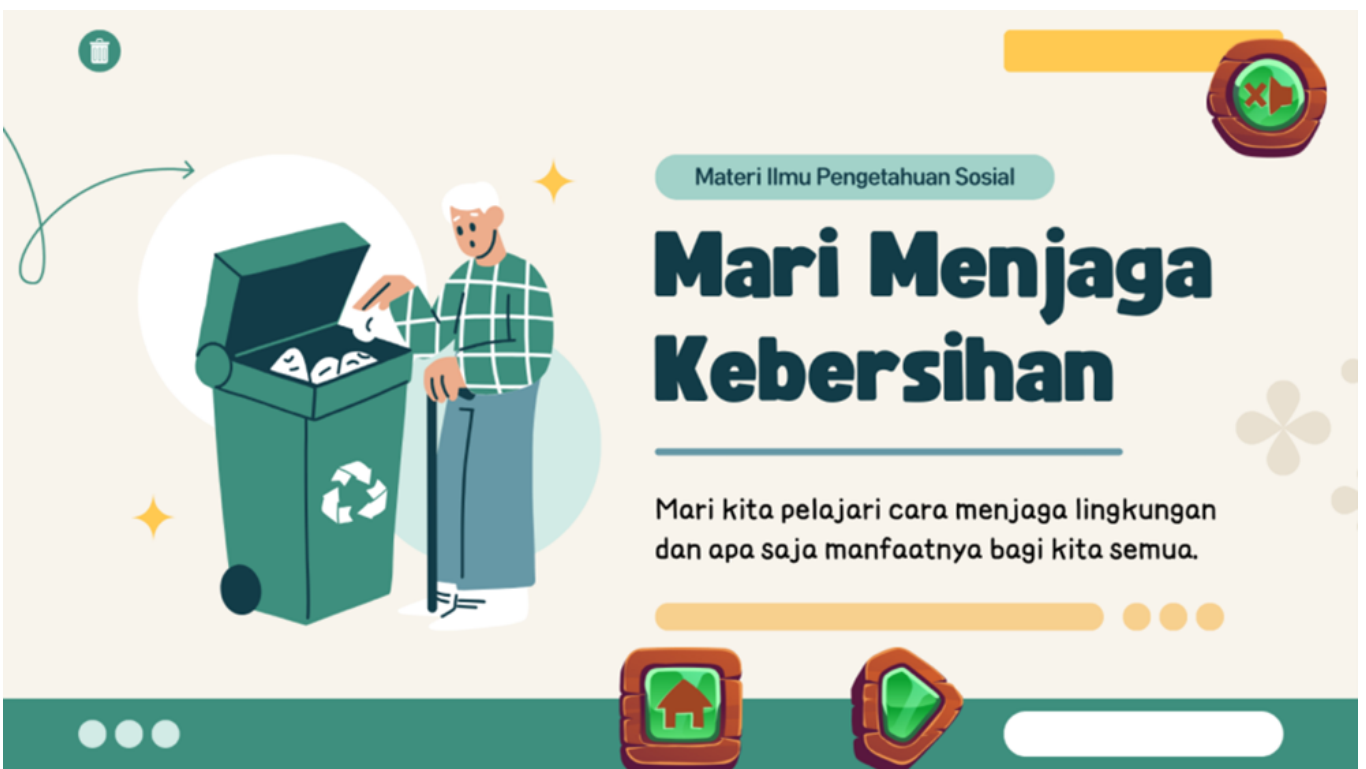 Materi Ilmu Pengetahuan Sosial
Mari Menjaga
Kebersihan
Mari kita pelajari cara menjaga lingkungan
dan apa saja manfaatnya bagi kita semua.